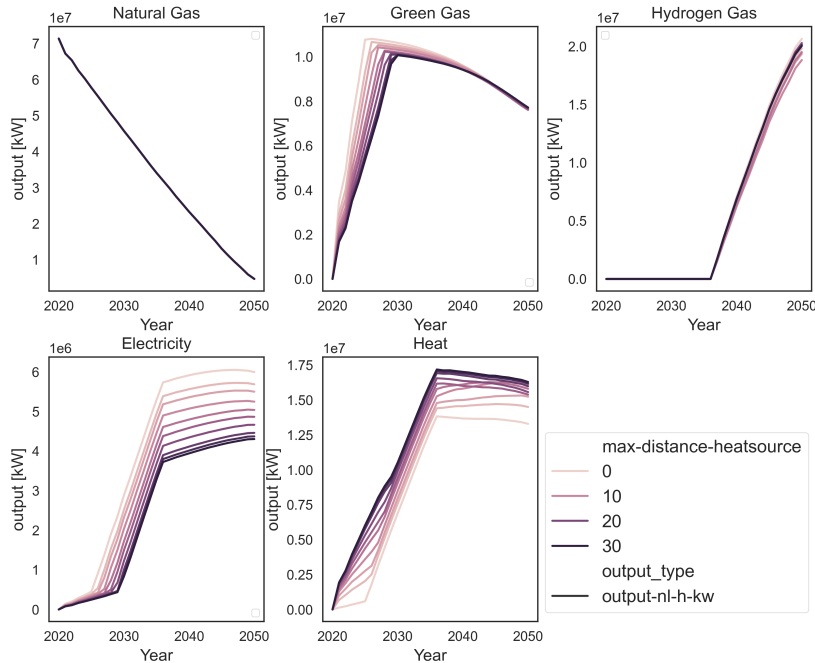 Natural Gas
1e7
output [kW]
7
6
5
4
3
2
1
2020
2030
2040
2050
Year
Green Gas
1e7
output [kW]
1.0
0.8
0.6
0.4
0.2
0.0
2020
2030
2040
2050
Year
Hydrogen Gas
1e7
output [kW]
2.0
1.5
1.0
0.5
0.0
2020
2030
2040
2050
Year
Electricity
1e6
output [kW]
6
5
4
3
2
1
0
2020
2030
2040
2050
Year
Heat
1e7
output [kW]
1.75
1.50
1.25
1.00
0.75
0.50
0.25
0.00
2020
2030
2040
2050
Year
max-distance-heatsource
0
10
20
30
output_type
output-nl-h-kw